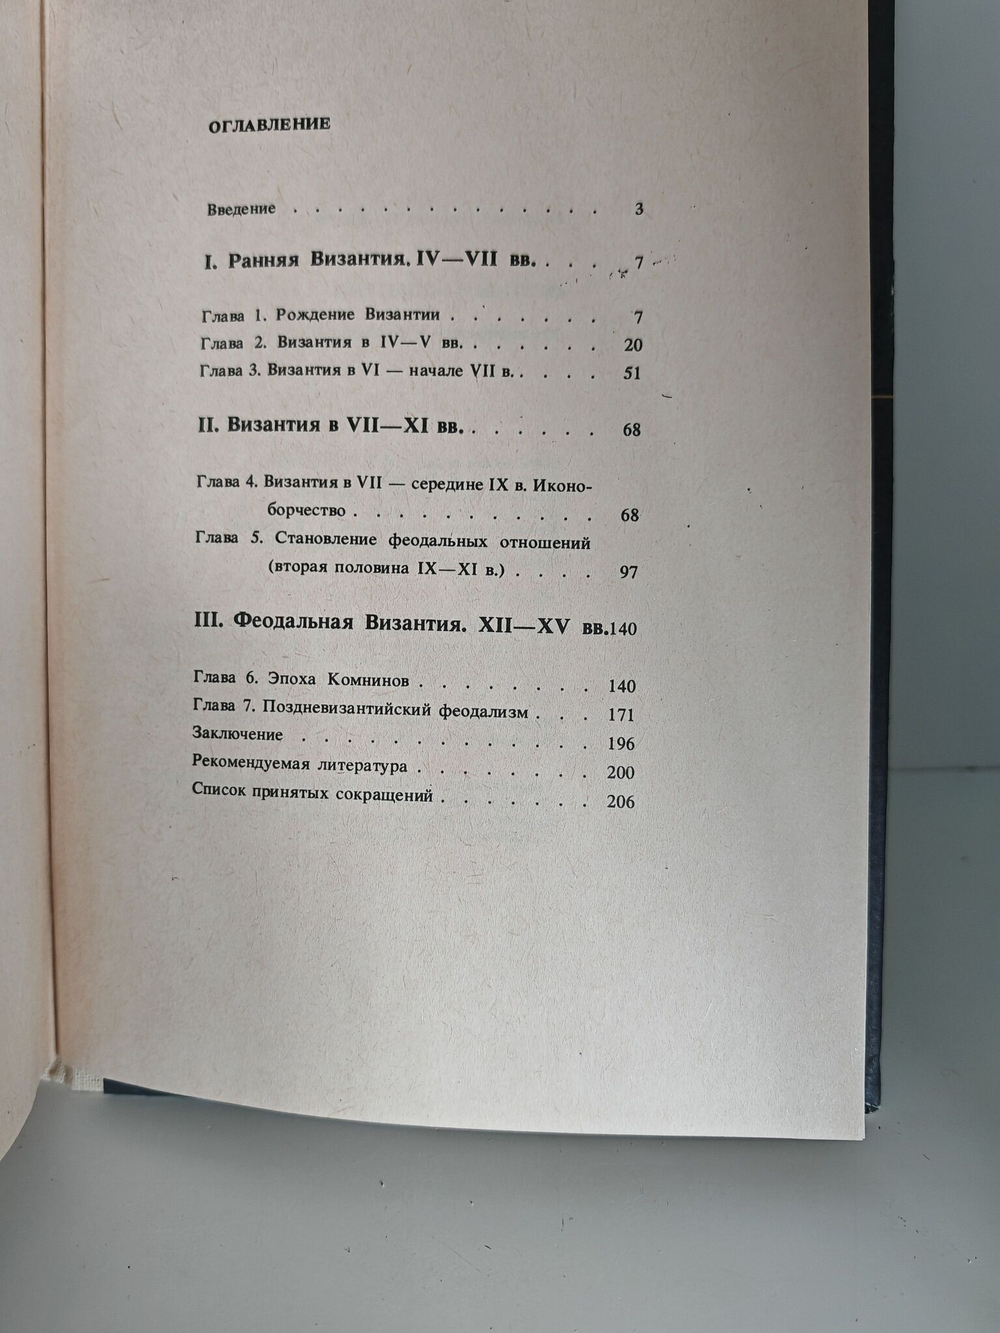 ОГЛАВЛЕНИЕ
Введение . . . . . . . . . . . . . . 3
I. Ранняя Византия. IV—VII вв. . . . 7
Глава 1. Рождение Византии . . . . . . . 7
Глава 2. Византия в IV—V вв. . . . . . . 20
Глава 3. Византия в VI — начале VII в. . . . . 51
II. Византия в VII—XI вв. . . . . . . 68
Глава 4. Византия в VII — середине IX в. Иконо-
борчество . . . . . . . . . . . 68
Глава 5. Становление феодальных отношений
(вторая половина IX—XI в.) . . . . 97
III. Феодальная Византия. XII—XV вв.140
Глава 6. Эпоха Комнинов . . . . . . . . 140
Глава 7. Поздневизантийский феодализм . . . 171
Заключение . . . . . . . . . . . . . 196
Рекомендуемая литература . . . . . . . . 200
Список принятых сокращений . . . . . . . 206